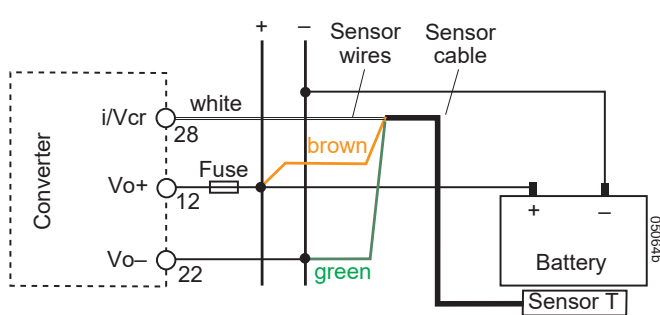 + –
Sensor wires
Sensor cable
Converter
i/Vcr
28
white
brown
Fuse
Vo+
12
Vo–
22
green
+ –
Battery
Sensor T
05064b